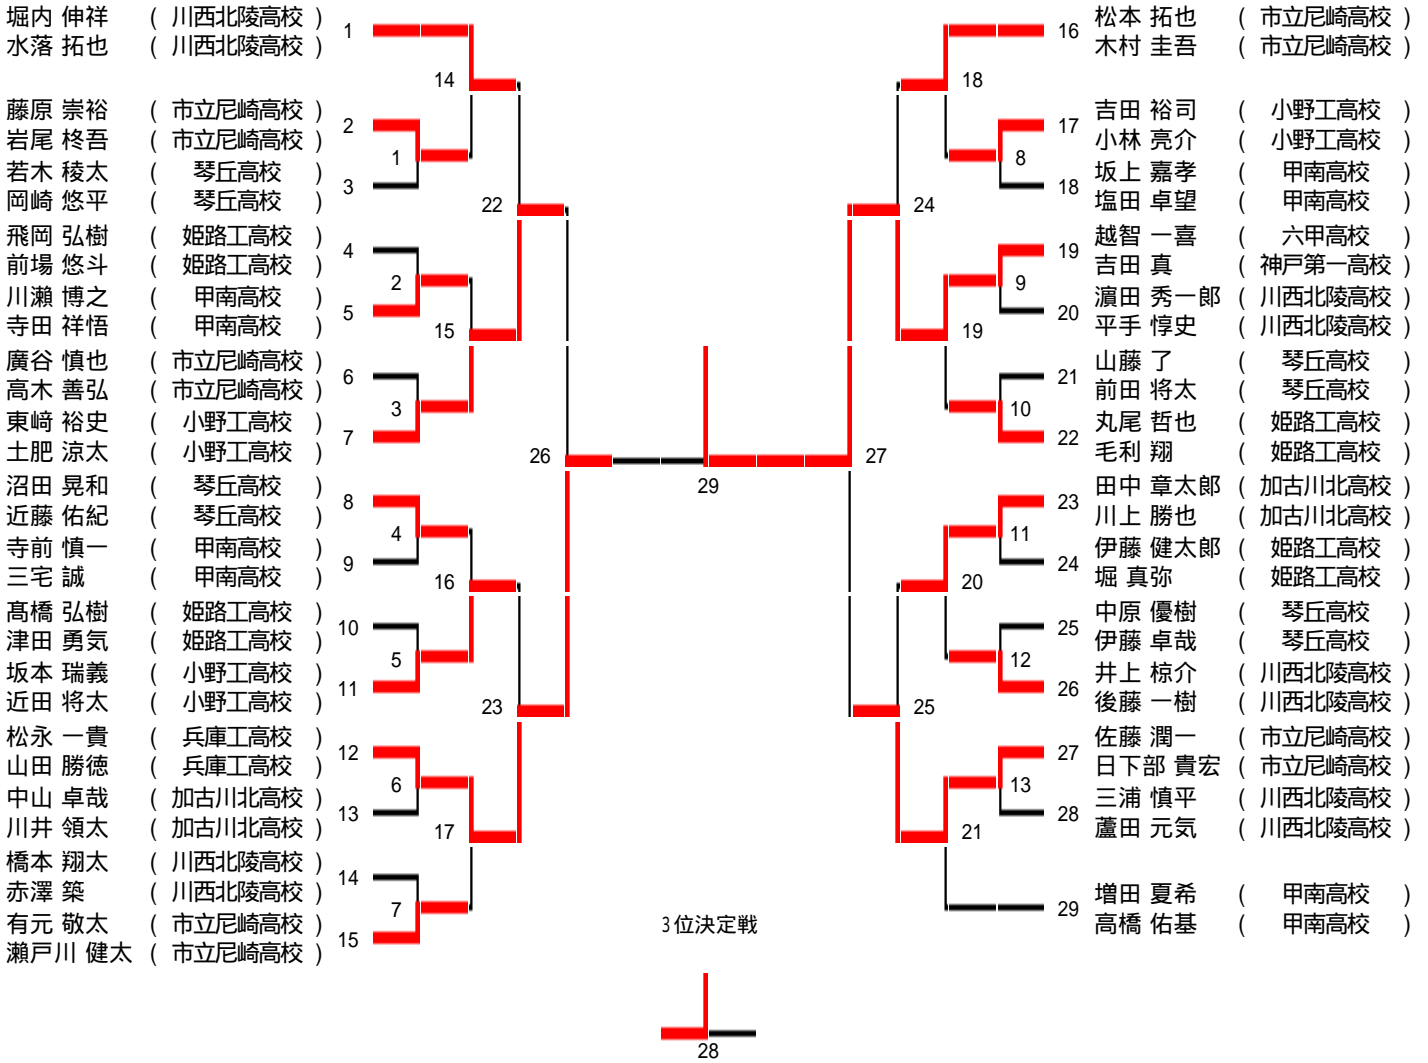 堀内 伸祥 ( 川西北陵高校 ) 1
水落 拓也 ( 川西北陵高校 )
藤原 崇裕 ( 市立尼崎高校 ) 2
岩尾 柊吾 ( 市立尼崎高校 )
若木 稜太 ( 琴丘高校 ) 3
岡崎 悠平 ( 琴丘高校 )
飛岡 弘樹 ( 姫路工高校 ) 4
前場 悠斗 ( 姫路工高校 )
川瀬 博之 ( 甲南高校 ) 5
寺田 祥悟 ( 甲南高校 )
廣谷 慎也 ( 市立尼崎高校 ) 6
高木 善弘 ( 市立尼崎高校 )
東﨑 裕史 ( 小野工高校 ) 7
土肥 涼太 ( 小野工高校 )
沼田 晃和 ( 琴丘高校 ) 8
近藤 佑紀 ( 琴丘高校 )
寺前 慎一 ( 甲南高校 ) 9
三宅 誠 ( 甲南高校 )
髙橋 弘樹 ( 姫路工高校 ) 10
津田 勇気 ( 姫路工高校 )
坂本 瑞義 ( 小野工高校 ) 11
近田 将太 ( 小野工高校 )
松永 一貴 ( 兵庫工高校 ) 12
山田 勝徳 ( 兵庫工高校 )
中山 卓哉 ( 加古川北高校 ) 13
川井 領太 ( 加古川北高校 )
橋本 翔太 ( 川西北陵高校 ) 14
赤澤 築 ( 川西北陵高校 )
有元 敬太 ( 市立尼崎高校 ) 15
瀬戸川 健太 ( 市立尼崎高校 )
1
2
3
4
5
6
7
14
15
16
17
22
23
26
29
27
24
25
18
19
20
21
8
9
10
11
12
13
16 松本 拓也 ( 市立尼崎高校 )
木村 圭吾 ( 市立尼崎高校 )
17 吉田 裕司 ( 小野工高校 )
小林 亮介 ( 小野工高校 )
18 坂上 嘉孝 ( 甲南高校 )
塩田 卓望 ( 甲南高校 )
19 越智 一喜 ( 六甲高校 )
吉田 真 ( 神戸第一高校 )
20 濵田 秀一郎 ( 川西北陵高校 )
平手 惇史 ( 川西北陵高校 )
21 山藤 了 ( 琴丘高校 )
前田 将太 ( 琴丘高校 )
22 丸尾 哲也 ( 姫路工高校 )
毛利 翔 ( 姫路工高校 )
23 田中 章太郎 ( 加古川北高校 )
川上 勝也 ( 加古川北高校 )
24 伊藤 健太郎 ( 姫路工高校 )
堀 真弥 ( 姫路工高校 )
25 中原 優樹 ( 琴丘高校 )
伊藤 卓哉 ( 琴丘高校 )
26 井上 椋介 ( 川西北陵高校 )
後藤 一樹 ( 川西北陵高校 )
27 佐藤 潤一 ( 市立尼崎高校 )
日下部 貴宏 ( 市立尼崎高校 )
28 三浦 慎平 ( 川西北陵高校 )
蘆田 元気 ( 川西北陵高校 )
29 増田 夏希 ( 甲南高校 )
高橋 佑基 ( 甲南高校 )
3位決定戦
28